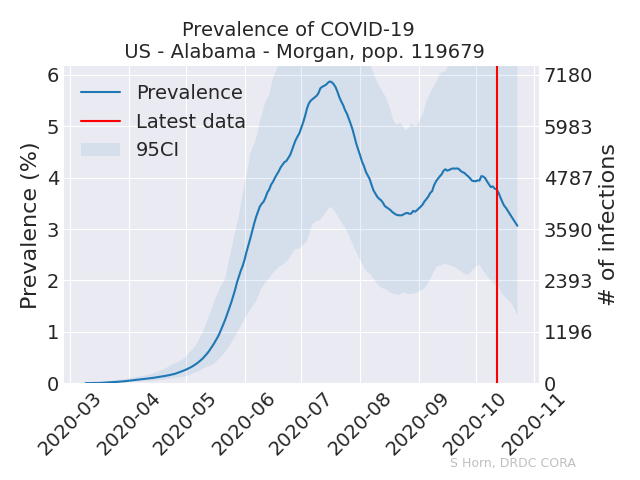 Prevalence of COVID-19
US - Alabama - Morgan, pop. 119679
Prevalence (%)
6
5
4
3
2
1
0
Prevalence
Latest data
95CI
7180
5983
4787
3590
2393
1196
0
# of infections
2020-03
2020-04
2020-05
2020-06
2020-07
2020-08
2020-09
2020-10
2020-11
S Horn, DRDC CORA